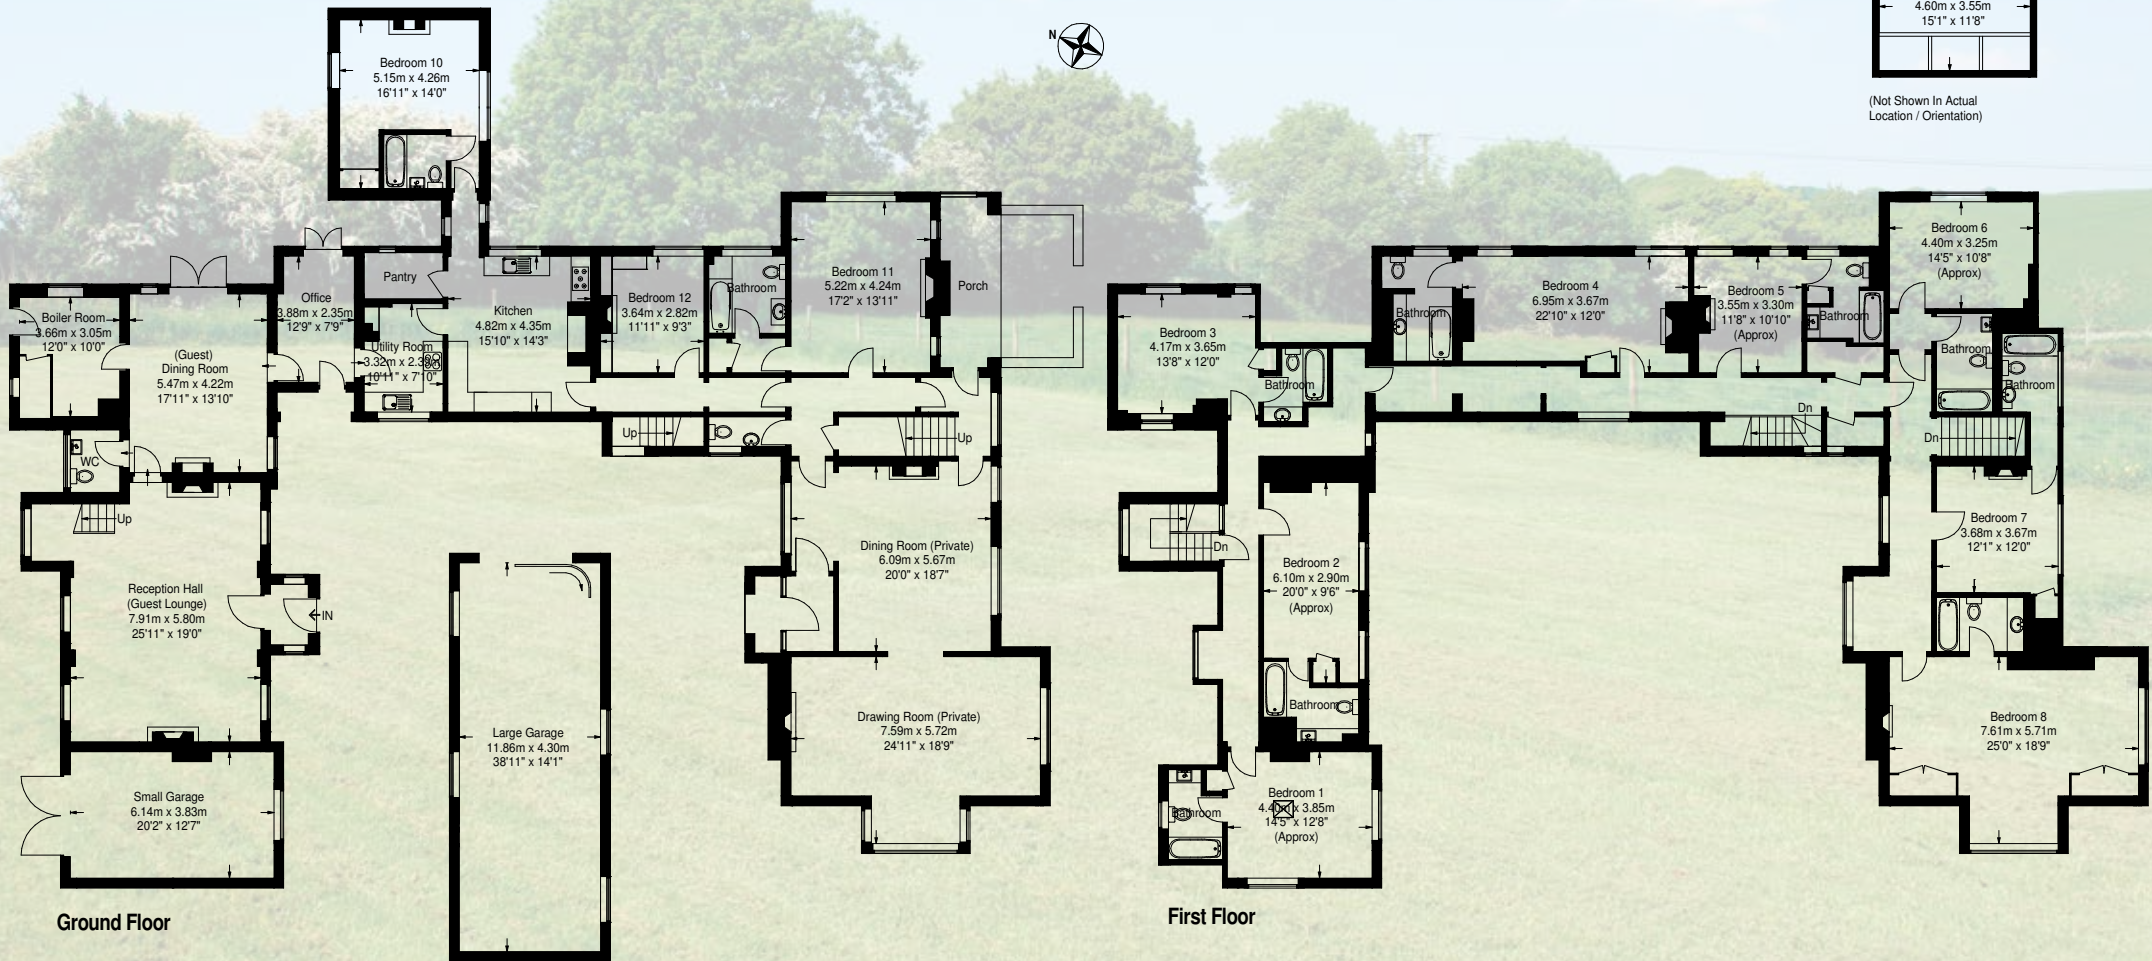 4.60m x 3.55m
15'1" x 11'8"
(Not Shown In Actual
Location / Orientation)
N
Bedroom 10
5.15m x 4.26m
16'11" x 14'0"
Boiler Room
3.66m x 3.05m
12'0" x 10'0"
(Guest)
Dining Room
5.47m x 4.22m
17'11" x 13'10"
Office
3.88m x 2.35m
12'9" x 7'9"
Pantry
Utility Room
10'11" x 7'10"
Kitchen
4.82m x 4.35m
15'10" x 14'3"
Bedroom 12
3.64m x 2.82m
11'11" x 9'3"
Bathroom
Bedroom 11
5.22m x 4.24m
17'2" x 13'11"
Porch
WC
Up
Up
Up
Reception Hall
(Guest Lounge)
7.91m x 5.80m
25'11" x 19'0"
IN
Dining Room (Private)
6.09m x 5.67m
20'0" x 18'7"
Drawing Room (Private)
7.59m x 5.72m
24'11" x 18'9"
Large Garage
11.86m x 4.30m
38'11" x 14'1"
Small Garage
6.14m x 3.83m
20'2" x 12'7"
Ground Floor
Bedroom 3
4.17m x 3.65m
13'8" x 12'0"
Bathroom
Bathroom
Bedroom 4
6.95m x 3.67m
22'10" x 12'0"
Bedroom 5
3.55m x 3.30m
11'8" x 10'10"
(Approx)
Bathroom
Bedroom 6
4.40m x 3.25m
14'5" x 10'8"
(Approx)
Bathroom
Bathroom
Dn
Dn
Dn
Bedroom 2
6.10m x 2.90m
20'0" x 9'6"
(Approx)
Bathroom
Bedroom 7
3.68m x 3.67m
12'1" x 12'0"
Bedroom 8
7.61m x 5.71m
25'0" x 18'9"
Bathroom
Bedroom 1
4.40m x 3.85m
14'5" x 12'8"
(Approx)
First Floor